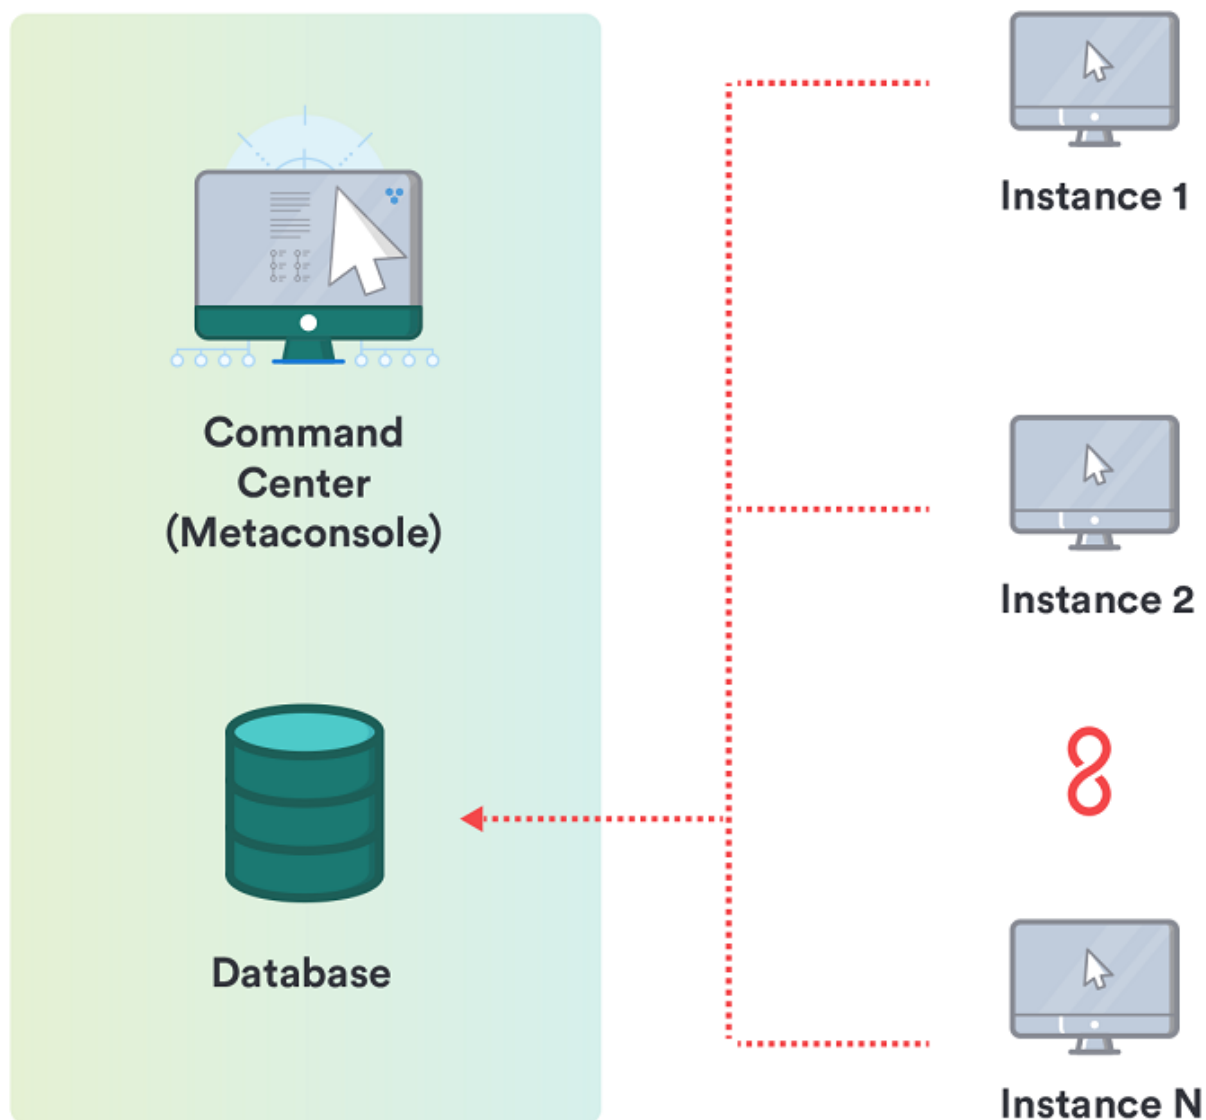 Command
Center
(Metaconsole)
Database
Instance 1
Instance 2
Instance N